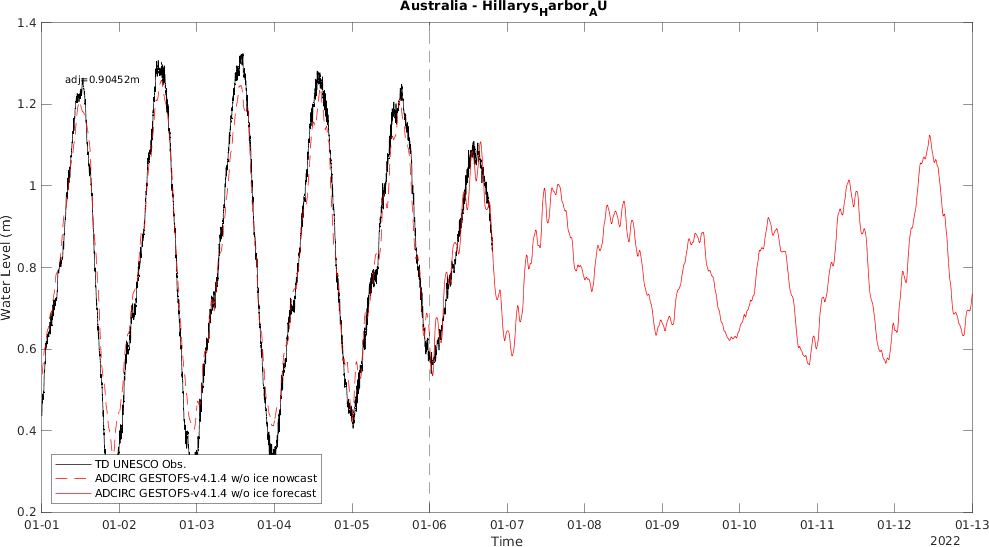 Australia - HillarysHarborAU
1.4
1.2
1
0.8
0.6
0.4
0.2
Water Level (m)
adj=0.90452m
TD UNESCO Obs.
ADCIRC GESTOFS-v4.1.4 w/o ice nowcast
ADCIRC GESTOFS-v4.1.4 w/o ice forecast
01-01 01-02 01-03 01-04 01-05 01-06 01-07 01-08 01-09 01-10 01-11 01-12 01-13
Time
2022